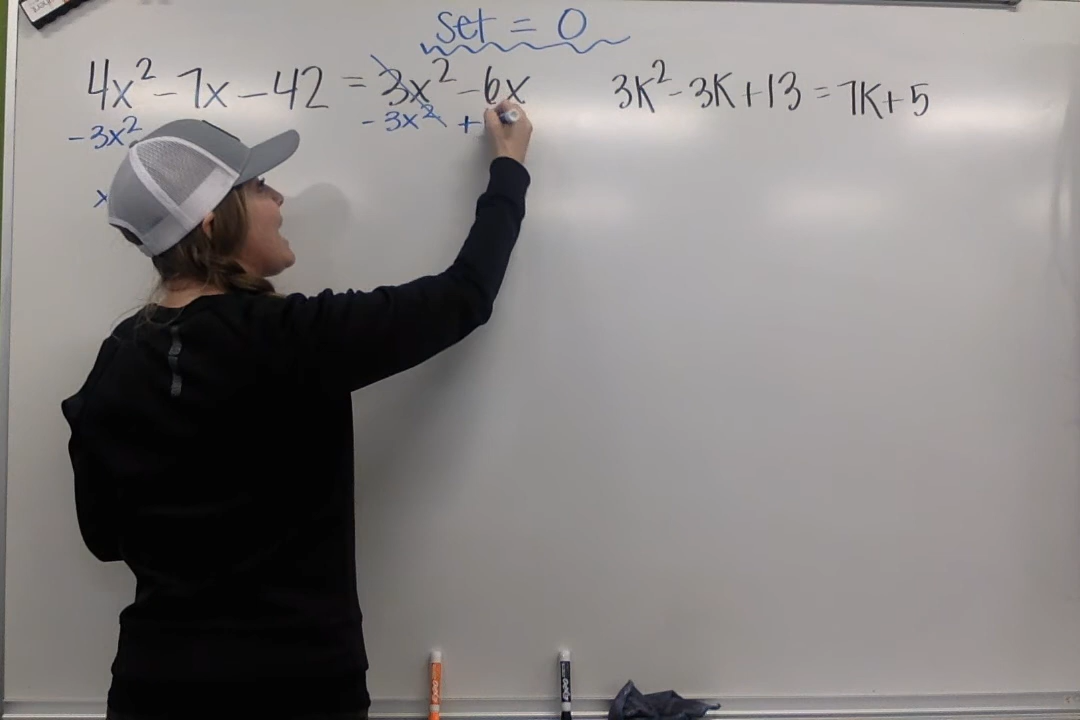 set = 0
4x² - 7x - 42 = 3x² - 6x
3K² - 3K + 13 = 7K + 5
- 3x² - 3x² +
x